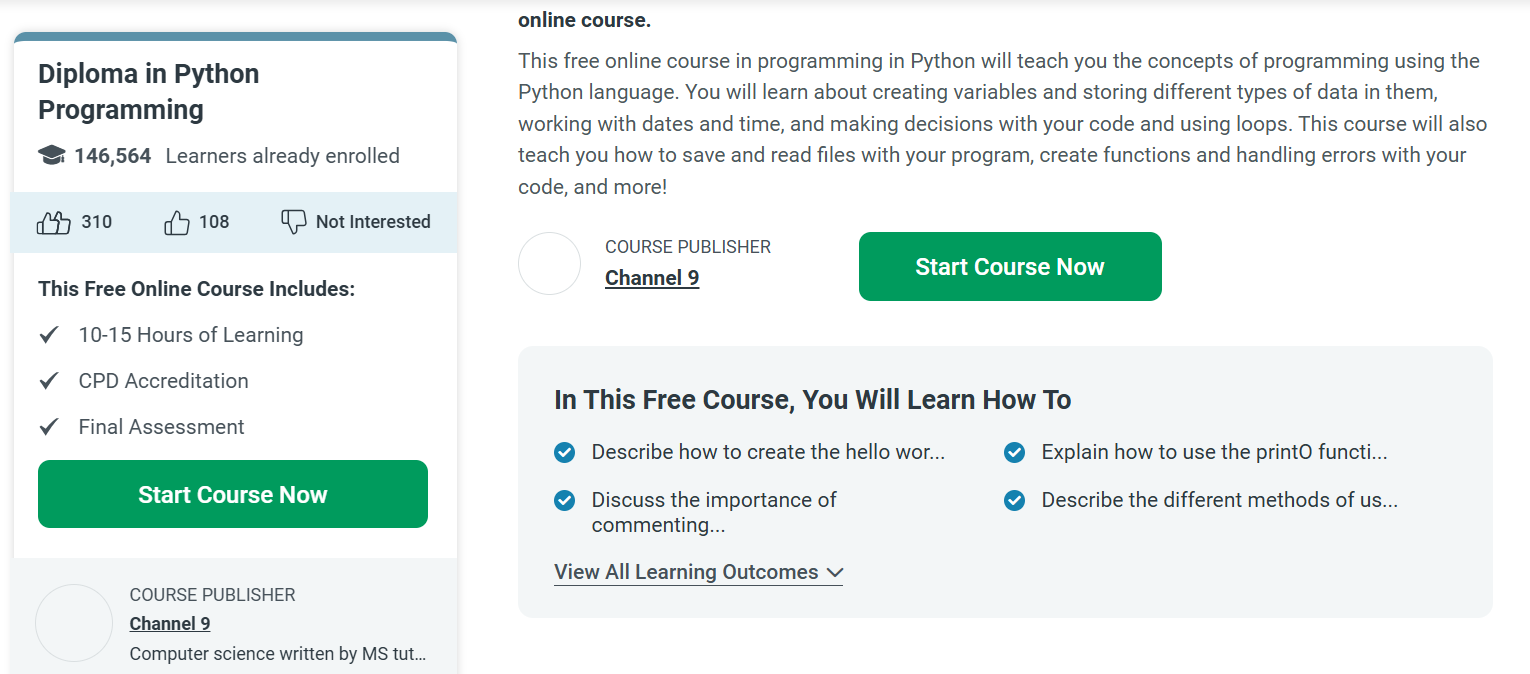 Diploma in Python
Programming
146,564 Learners already enrolled
310 108 Not Interested
This Free Online Course Includes:
10-15 Hours of Learning
CPD Accreditation
Final Assessment
Start Course Now
COURSE PUBLISHER
Channel 9
Computer science written by MS tut...
online course.
This free online course in programming in Python will teach you the concepts of programming using the
Python language. You will learn about creating variables and storing different types of data in them,
working with dates and time, and making decisions with your code and using loops. This course will also
teach you how to save and read files with your program, create functions and handling errors with your
code, and more!
COURSE PUBLISHER
Channel 9
Start Course Now
In This Free Course, You Will Learn How To
Describe how to create the hello wor...
Explain how to use the printO functi...
Discuss the importance of
commenting...
Describe the different methods of us...
View All Learning Outcomes